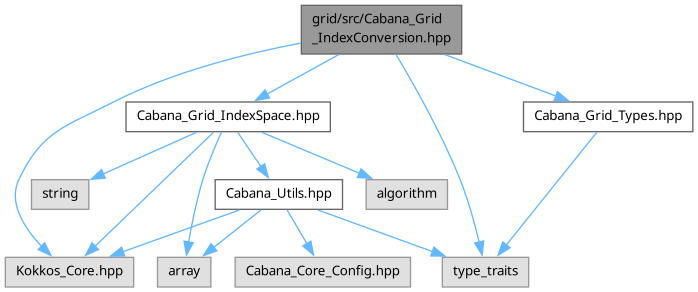 grid/src/Cabana_Grid
_IndexConversion.hpp
Cabana_Grid_IndexSpace.hpp
Cabana_Grid_Types.hpp
string
Cabana_Utils.hpp
algorithm
Kokkos_Core.hpp
array
Cabana_Core_Config.hpp
type_traits